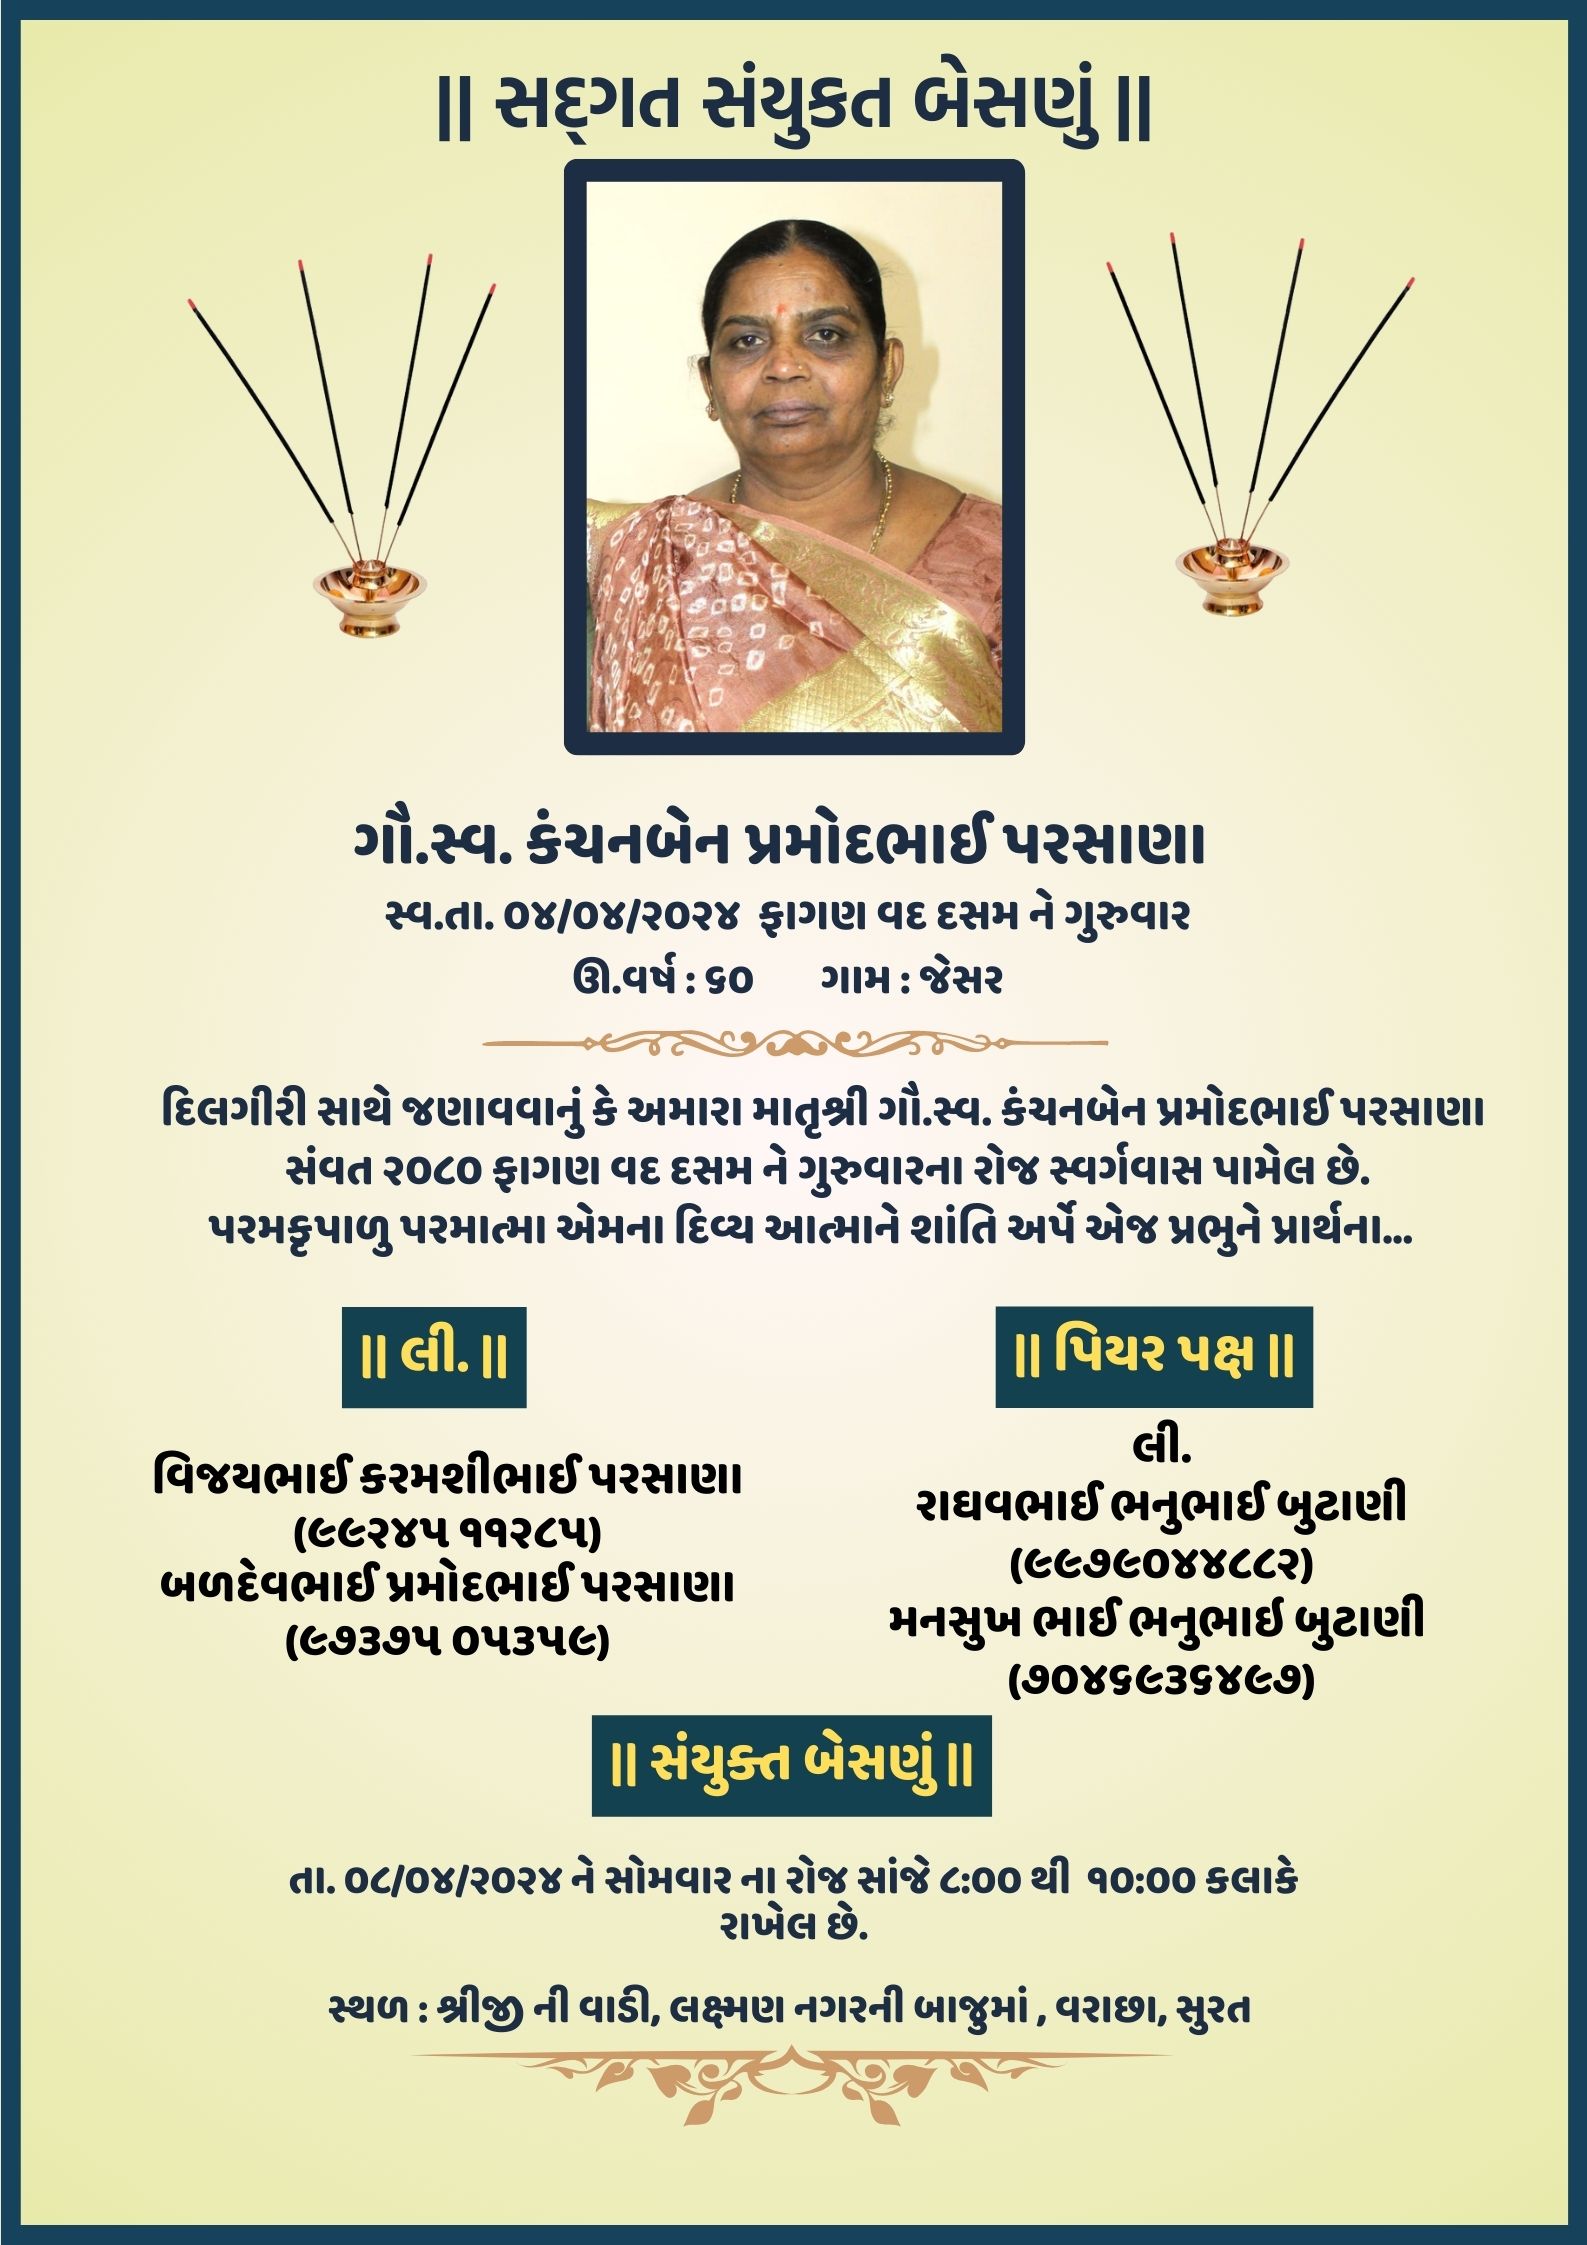 || સદ્‌ગત સંયુકત બેસણું ||
ગૌ.સ્વ. કંચનબેન પ્રમોદભાઈ પરસાણા
સ્વ.તા. ૦૪/૦૪/૨૦૨૪ ફાગણ વદ દસમ ને ગુરુવાર
ઊ.વર્ષ : ૬૦ ગામ : જેસર
દિલગીરી સાથે જણાવવાનું કે અમારા માતૃશ્રી ગૌ.સ્વ. કંચનબેન પ્રમોદભાઈ પરસાણા
સંવત ૨૦૮૦ ફાગણ વદ દસમ ને ગુરુવારના રોજ સ્વર્ગવાસ પામેલ છે.
પરમકૃપાળુ પરમાત્મા એમના દિવ્ય આત્માને શાંતિ અર્પે એજ પ્રભુને પ્રાર્થના...
|| લી. ||
વિજયભાઈ કરમશીભાઈ પરસાણા
(૯૯૨૪૫ ૧૧૨૮૫)
બળદેવભાઈ પ્રમોદભાઈ પરસાણા
(૯૭૩૭૫ ૦૫૩૫૯)
|| પિયર પક્ષ ||
લી.
રાઘવભાઈ ભનુભાઈ બુટાણી
(૯૯૭૯૦૪૪૮૮૨)
મનસુખ ભાઈ ભનુભાઇ બુટાણી
(૭૦૪૬૯૩૬૪૯૭)
|| સંયુક્ત બેસણું ||
તા. ૦૮/૦૪/૨૦૨૪ ને સોમવાર ના રોજ સાંજે ૮:૦૦ થી ૧૦:૦૦ કલાકે
રાખેલ છે.
સ્થળ : શ્રીજી ની વાડી, લક્ષ્મણ નગરની બાજુમાં , વરાછા, સુરત